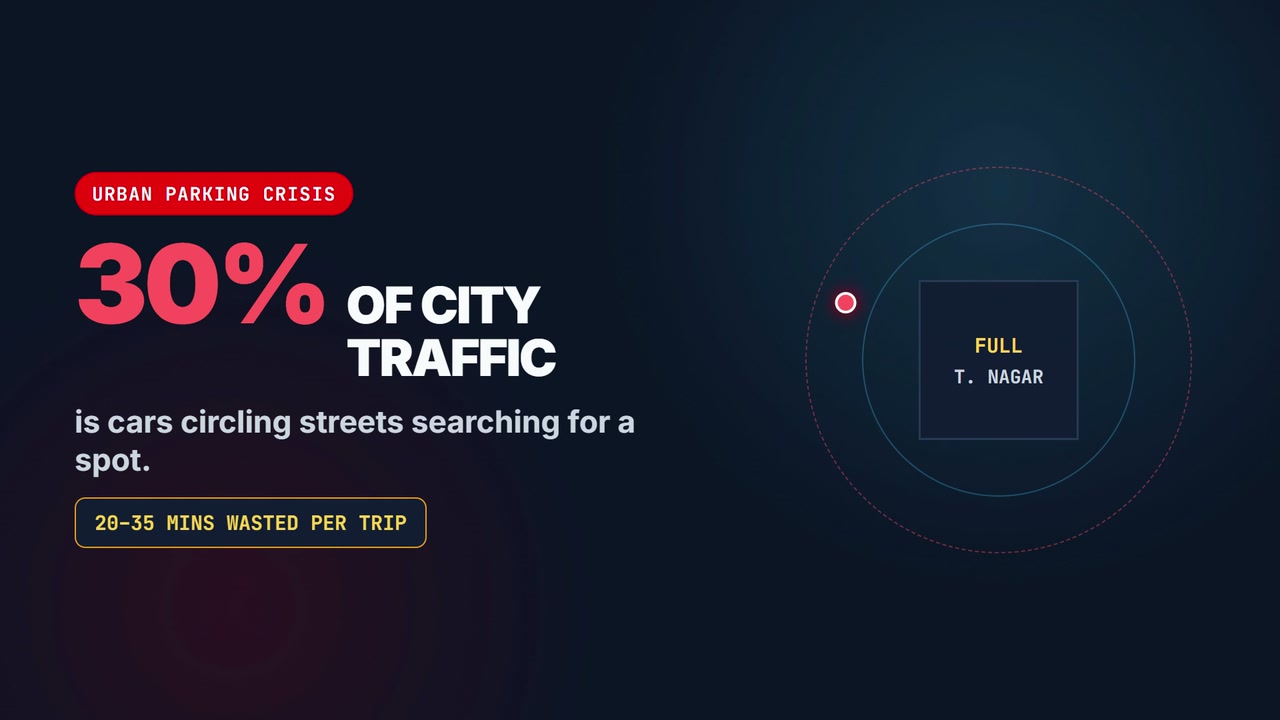 URBAN PARKING CRISIS
30% OF CITY
TRAFFIC
is cars circling streets searching for a
spot.
20–35 MINS WASTED PER TRIP
FULL
T. NAGAR